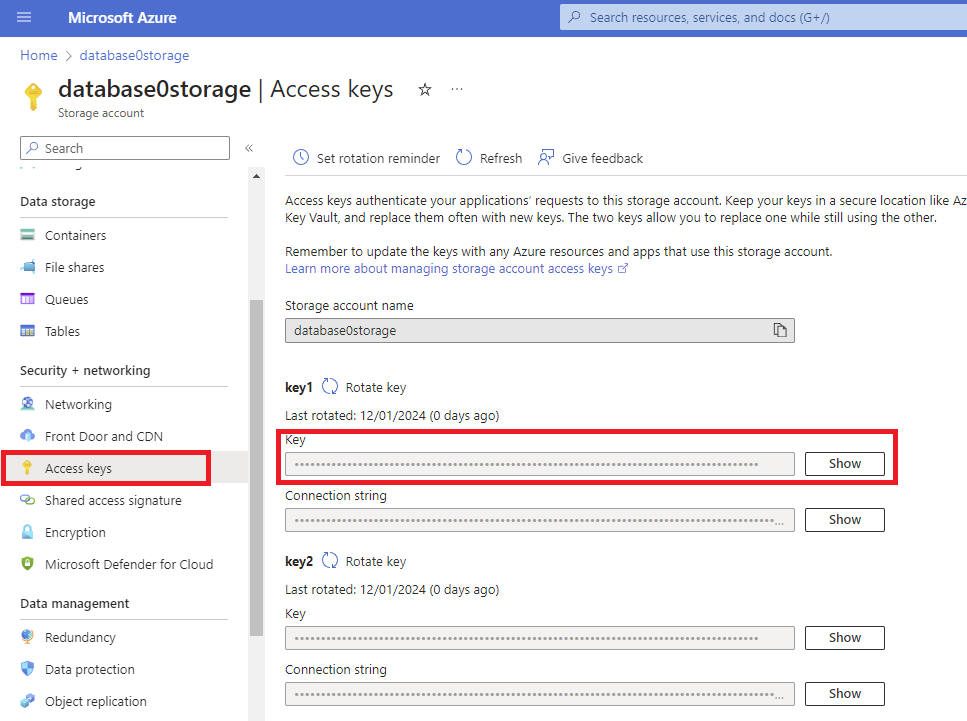 Microsoft Azure
Search resources, services, and docs (G+/)
Home > database0storage
database0storage | Access keys
Storage account
Search
Data storage
Containers
File shares
Queues
Tables
Security + networking
Networking
Front Door and CDN
Access keys
Shared access signature
Encryption
Microsoft Defender for Cloud
Data management
Redundancy
Data protection
Object replication
Set rotation reminder Refresh Give feedback
Access keys authenticate your applications' requests to this storage account. Keep your keys in a secure location like Az
Key Vault, and replace them often with new keys. The two keys allow you to replace one while still using the other.
Remember to update the keys with any Azure resources and apps that use this storage account.
Learn more about managing storage account access keys
Storage account name
database0storage
key1 Rotate key
Last rotated: 12/01/2024 (0 days ago)
Key
Show
Connection string
Show
key2 Rotate key
Last rotated: 12/01/2024 (0 days ago)
Key
Show
Connection string
Show